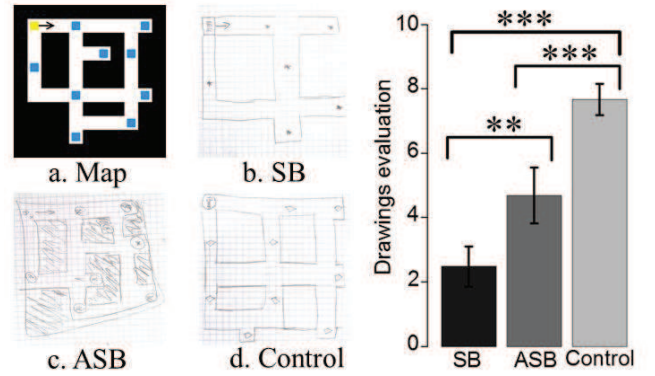 a. Map
b. SB
c. ASB
d. Control
Drawings evaluation
10
8
6
4
2
0
***
***
**
SB
ASB
Control